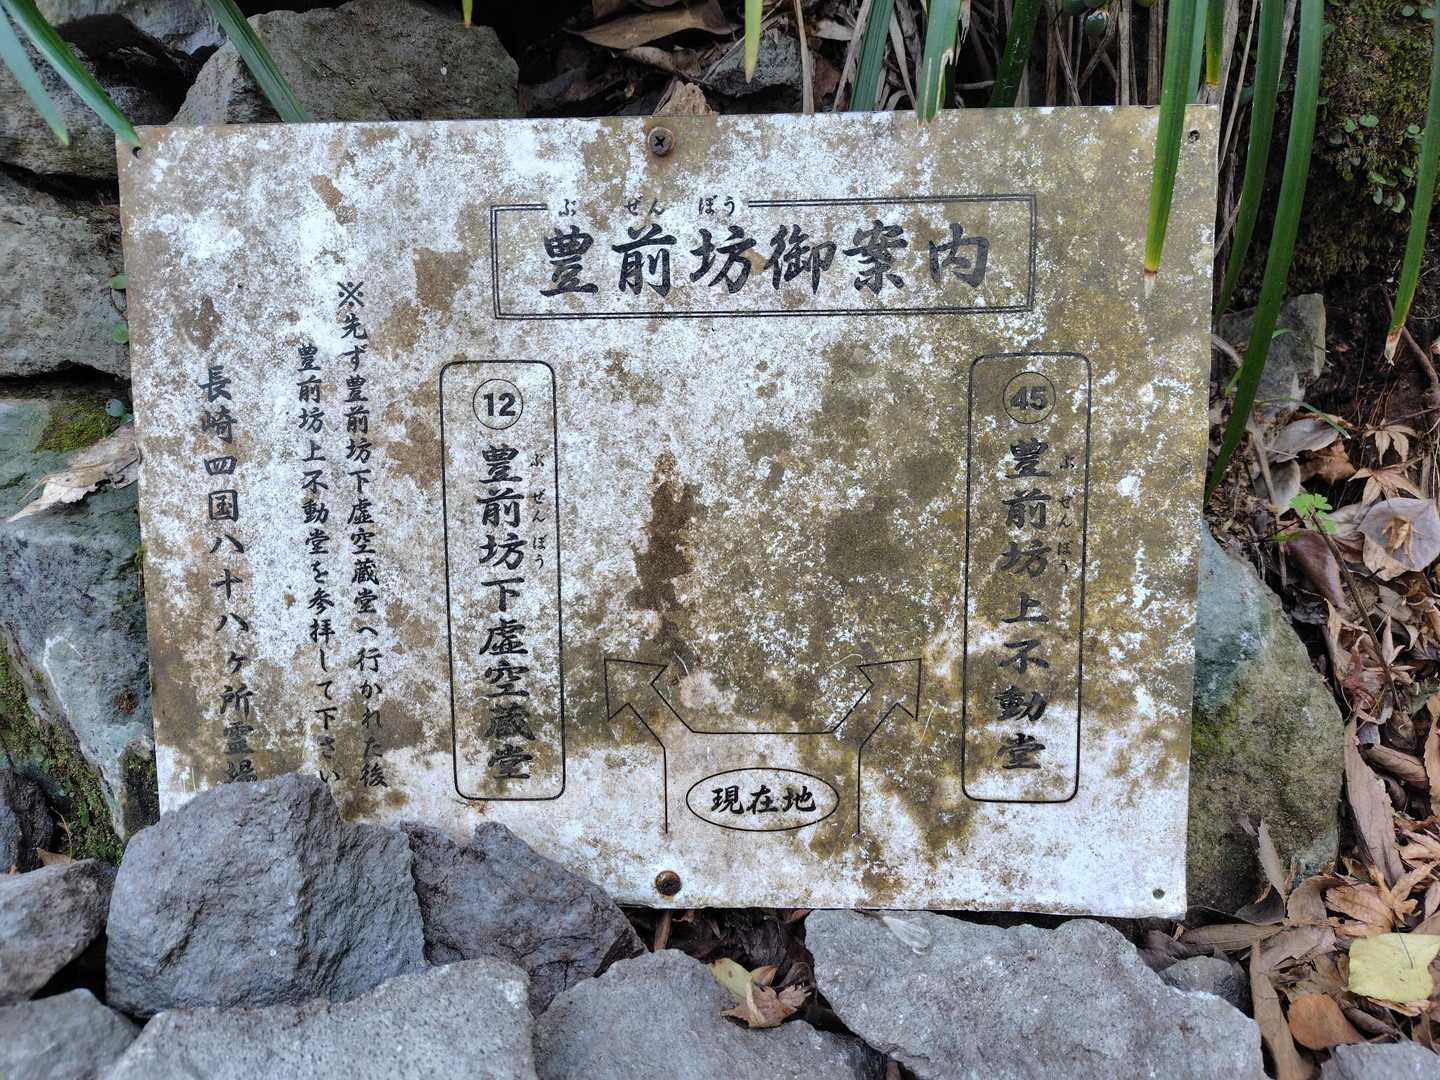 ぶぜんぼう
豊前坊御案内
㊺豊前坊上不動堂
ぶぜんぼう
現在地
⑫豊前坊下虚空蔵堂
ぶぜんぼう
※先ず豊前坊下虚空蔵堂へ行かれた後
豊前坊上不動堂を参拝して下さい
長崎四国八十八ヶ所霊場